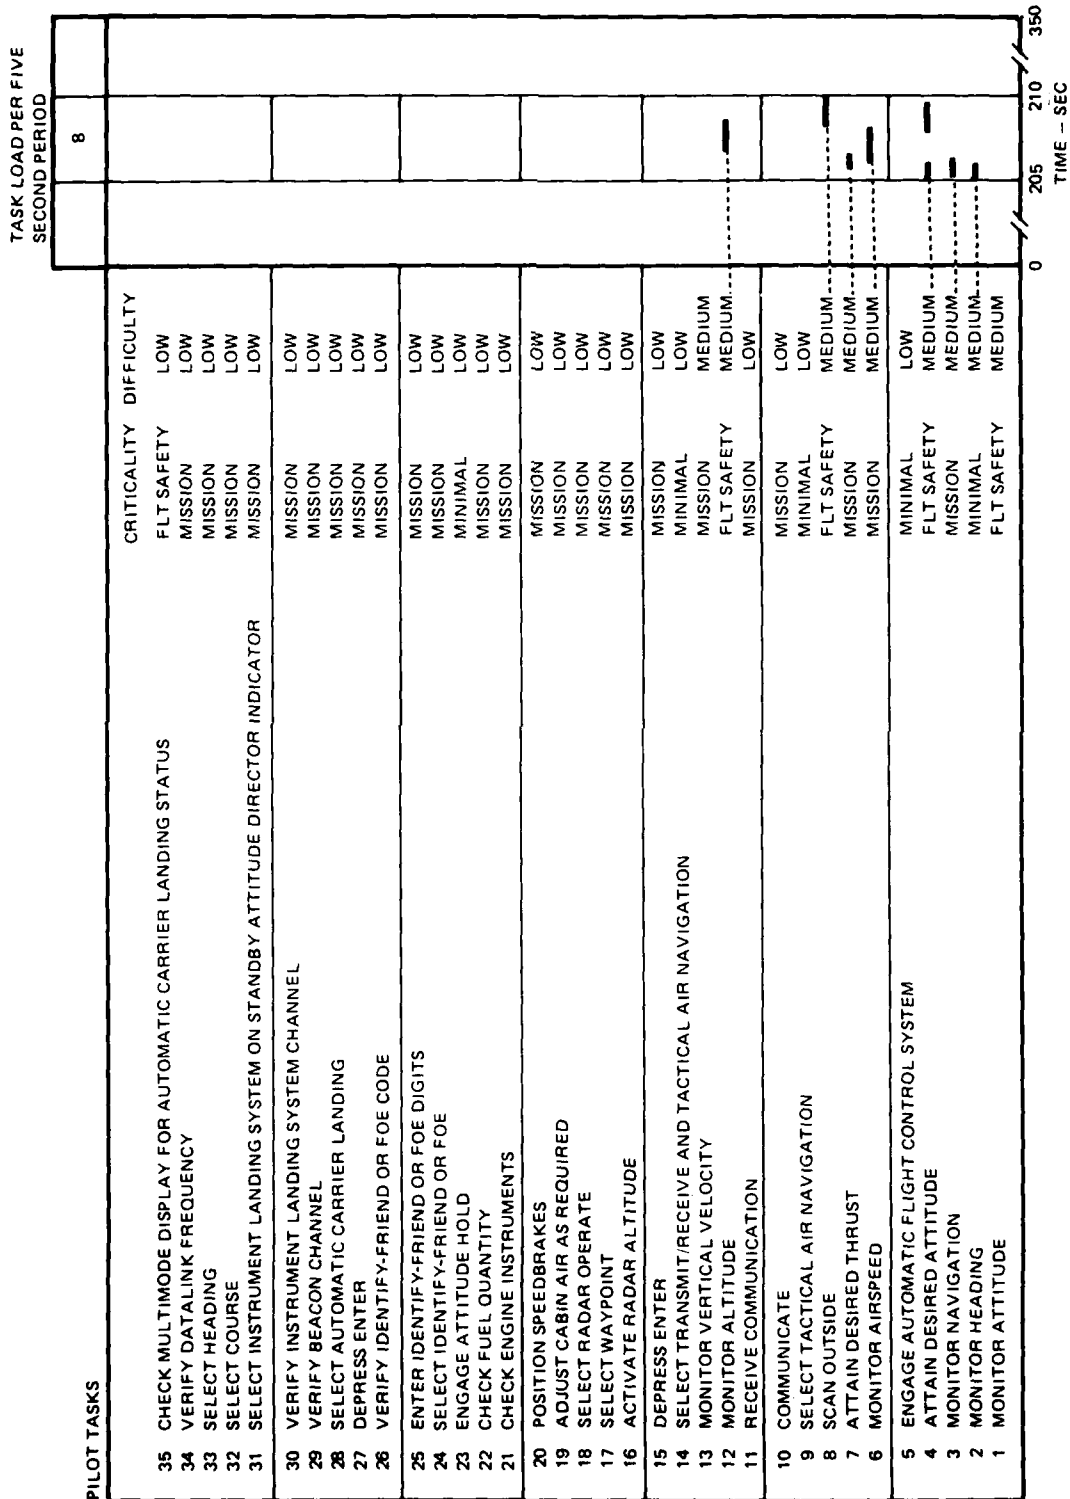 TASK LOAD PER FIVE
SECOND PERIOD
8
PILOT TASKS
CRITICALITY DIFFICULTY
35 CHECK MULTIMODE DISPLAY FOR AUTOMATIC CARRIER LANDING STATUS FLT SAFETY LOW
34 VERIFY DATALINK FREQUENCY MISSION LOW
33 SELECT HEADING MISSION LOW
32 SELECT COURSE MISSION LOW
31 SELECT INSTRUMENT LANDING SYSTEM ON STANDBY ATTITUDE DIRECTOR INDICATOR MISSION LOW
30 VERIFY INSTRUMENT LANDING SYSTEM CHANNEL MISSION LOW
29 VERIFY BEACON CHANNEL MISSION LOW
28 SELECT AUTOMATIC CARRIER LANDING MISSION LOW
27 DEPRESS ENTER MISSION LOW
26 VERIFY IDENTIFY-FRIEND OR FOE CODE MISSION LOW
25 ENTER IDENTIFY-FRIEND OR FOE DIGITS MISSION LOW
24 SELECT IDENTIFY-FRIEND OR FOE MISSION LOW
23 ENGAGE ATTITUDE HOLD MINIMAL LOW
22 CHECK FUEL QUANTITY MISSION LOW
21 CHECK ENGINE INSTRUMENTS MISSION LOW
20 POSITION SPEEDBRAKES MISSION LOW
19 ADJUST CABIN AIR AS REQUIRED MISSION LOW
18 SELECT RADAR OPERATE MISSION LOW
17 SELECT WAYPOINT MISSION LOW
16 ACTIVATE RADAR ALTITUDE MISSION LOW
15 DEPRESS ENTER MISSION LOW
14 SELECT TRANSMIT/RECEIVE AND TACTICAL AIR NAVIGATION MINIMAL LOW
13 MONITOR VERTICAL VELOCITY MISSION MEDIUM
12 MONITOR ALTITUDE FLT SAFETY MEDIUM
11 RECEIVE COMMUNICATION MISSION LOW
10 COMMUNICATE MISSION LOW
9 SELECT TACTICAL AIR NAVIGATION MINIMAL LOW
8 SCAN OUTSIDE FLT SAFETY MEDIUM
7 ATTAIN DESIRED THRUST MISSION MEDIUM
6 MONITOR AIRSPEED MISSION MEDIUM
5 ENGAGE AUTOMATIC FLIGHT CONTROL SYSTEM MINIMAL LOW
4 ATTAIN DESIRED ATTITUDE FLT SAFETY MEDIUM
3 MONITOR NAVIGATION MISSION MEDIUM
2 MONITOR HEADING MINIMAL MEDIUM
1 MONITOR ATTITUDE FLT SAFETY MEDIUM
0 205 210 350
TIME – SEC